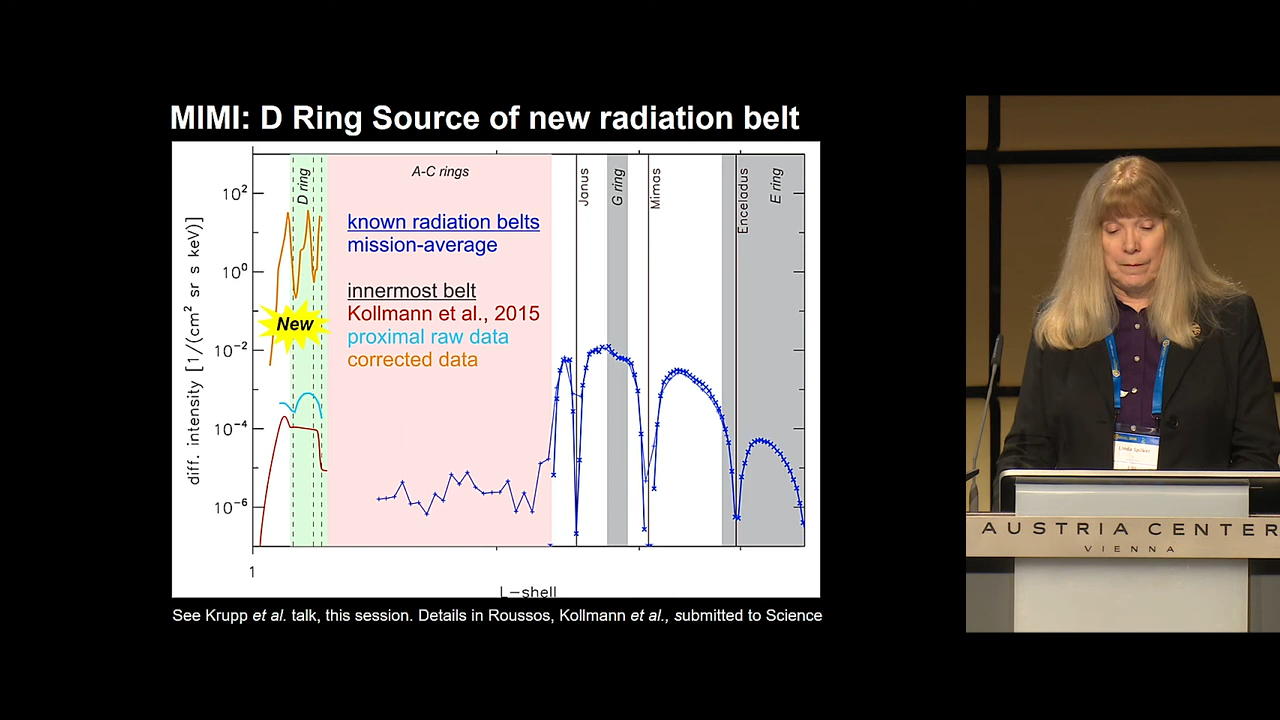 MIMI: D Ring Source of new radiation belt
diff. intensity [1/(cm² sr s keV)]
10²
10⁰
10⁻²
10⁻⁴
10⁻⁶
D ring
A-C rings
known radiation belts
mission-average
innermost belt
Kollmann et al., 2015
proximal raw data
corrected data
New
Janus
G ring
Mimas
Enceladus
E ring
1
L-shell
See Krupp et al. talk, this session. Details in Roussos, Kollmann et al., submitted to Science
Linda Spilker
AUSTRIA CENTER
VIENNA